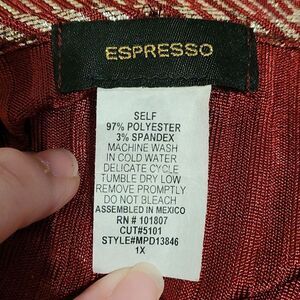 ESPRESSO
SELF
97% POLYESTER
3% SPANDEX
MACHINE WASH
IN COLD WATER
DELICATE CYCLE
TUMBLE DRY LOW
REMOVE PROMPTLY
DO NOT BLEACH
ASSEMBLED IN MEXICO
RN # 101807
CUT#5101
STYLE#MPD13846
1X